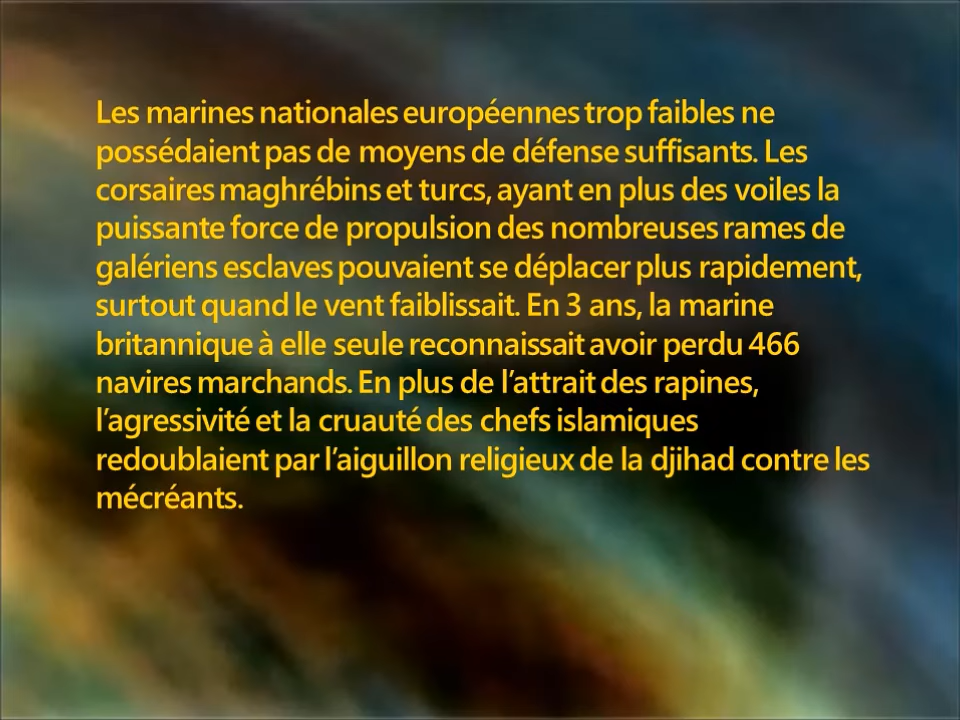 Les marines nationales européennes trop faibles ne
possédaient pas de moyens de défense suffisants. Les
corsaires maghrébins et turcs, ayant en plus des voiles la
puissante force de propulsion des nombreuses rames de
galériens esclaves pouvaient se déplacer plus rapidement,
surtout quand le vent faiblissait. En 3 ans, la marine
britannique à elle seule reconnaissait avoir perdu 466
navires marchands. En plus de l’attrait des rapines,
l’agressivité et la cruauté des chefs islamiques
redoublaient par l’aiguillon religieux de la djihad contre les
mécréants.